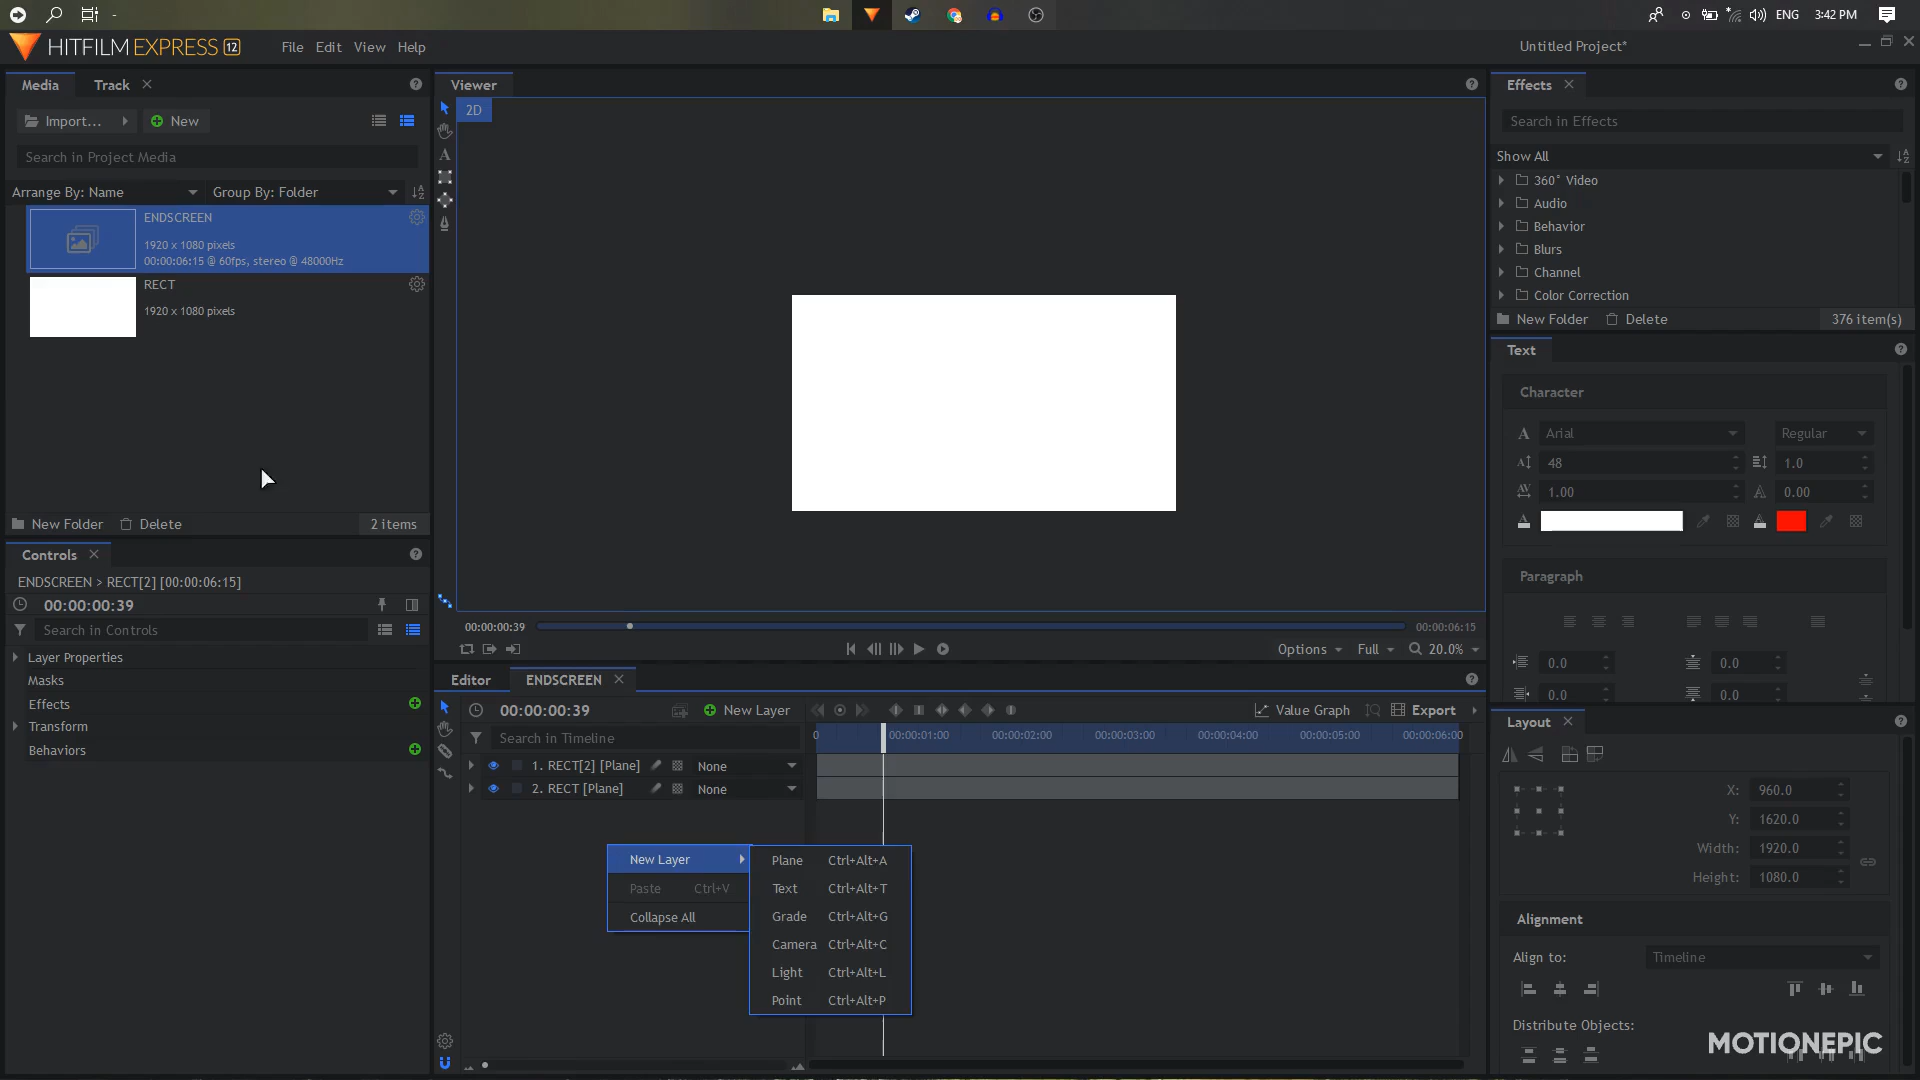 ENG
3:42 PM
HITFILM EXPRESS 12
File Edit View Help
Untitled Project*
Media
Track
Import...
New
Search in Project Media
Arrange By: Name
Group By: Folder
ENDSCREEN
1920 x 1080 pixels
00:00:06:15 @ 60fps, stereo @ 48000Hz
RECT
1920 x 1080 pixels
New Folder
Delete
2 items
Controls
ENDSCREEN > RECT[2] [00:00:06:15]
00:00:00:39
Search in Controls
Layer Properties
Masks
Effects
Transform
Behaviors
Viewer
2D
00:00:00:39
00:00:06:15
Options
Full
20.0%
Editor
ENDSCREEN
00:00:00:39
New Layer
Value Graph
Export
Search in Timeline
0
00:00:01:00
00:00:02:00
00:00:03:00
00:00:04:00
00:00:05:00
00:00:06:00
1. RECT[2] [Plane]
None
2. RECT [Plane]
None
New Layer
Paste Ctrl+V
Collapse All
Plane Ctrl+Alt+A
Text Ctrl+Alt+T
Grade Ctrl+Alt+G
Camera Ctrl+Alt+C
Light Ctrl+Alt+L
Point Ctrl+Alt+P
Effects
Search in Effects
Show All
360° Video
Audio
Behavior
Blurs
Channel
Color Correction
New Folder
Delete
376 item(s)
Text
Character
Arial
Regular
48
1.0
1.00
0.00
Paragraph
0.0
0.0
0.0
0.0
Layout
X: 960.0
Y: 1620.0
Width: 1920.0
Height: 1080.0
Alignment
Align to:
Timeline
Distribute Objects:
MOTIONEPIC